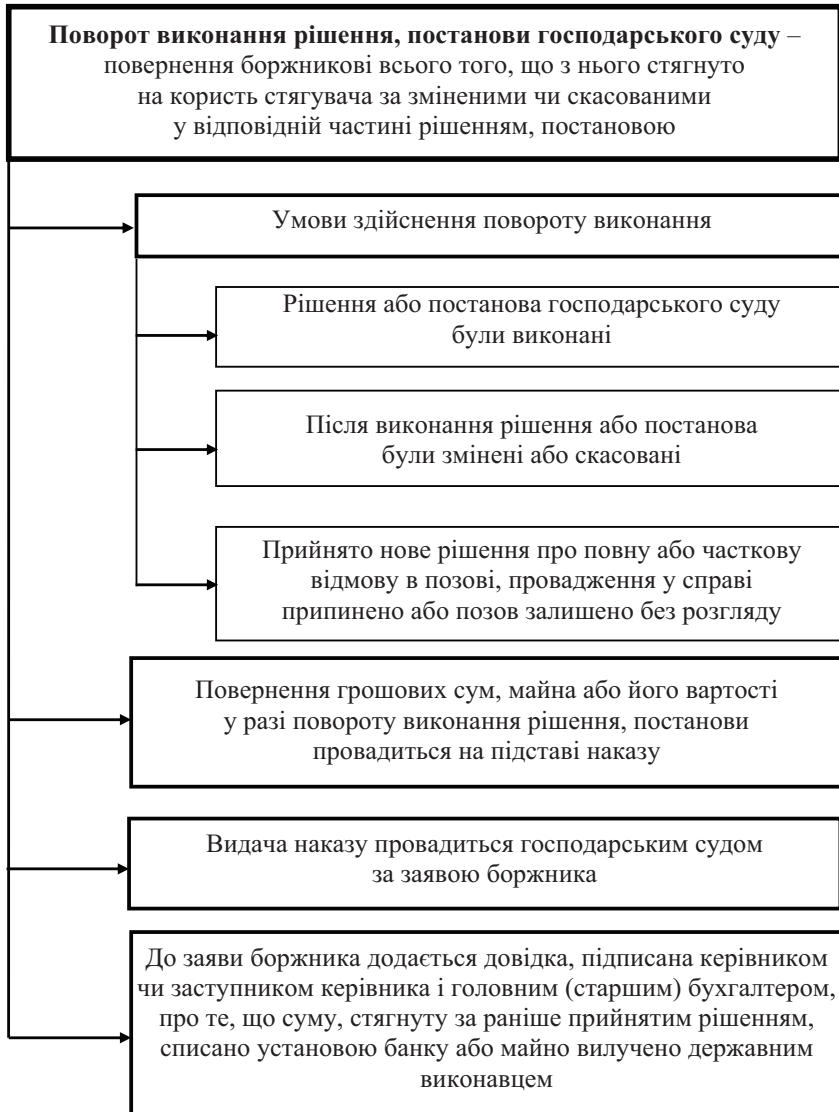 Поворот виконання рішення, постанови господарського суду –
повернення боржникові всього того, що з нього стягнуто
на користь стягувача за зміненими чи скасованими
у відповідній частині рішенням, постановою
Умови здійснення повороту виконання
Рішення або постанова господарського суду
були виконані
Після виконання рішення або постанова
були змінені або скасовані
Прийнято нове рішення про повну або часткову
відмову в позові, провадження у справі
припинено або позов залишено без розгляду
Повернення грошових сум, майна або його вартості
у разі повороту виконання рішення, постанови
провадиться на підставі наказу
Видача наказу провадиться господарським судом
за заявою боржника
До заяви боржника додається довідка, підписана керівником
чи заступником керівника і головним (старшим) бухгалтером,
про те, що суму, стягнуту за раніше прийнятим рішенням,
списано установою банку або майно вилучено державним
виконавцем